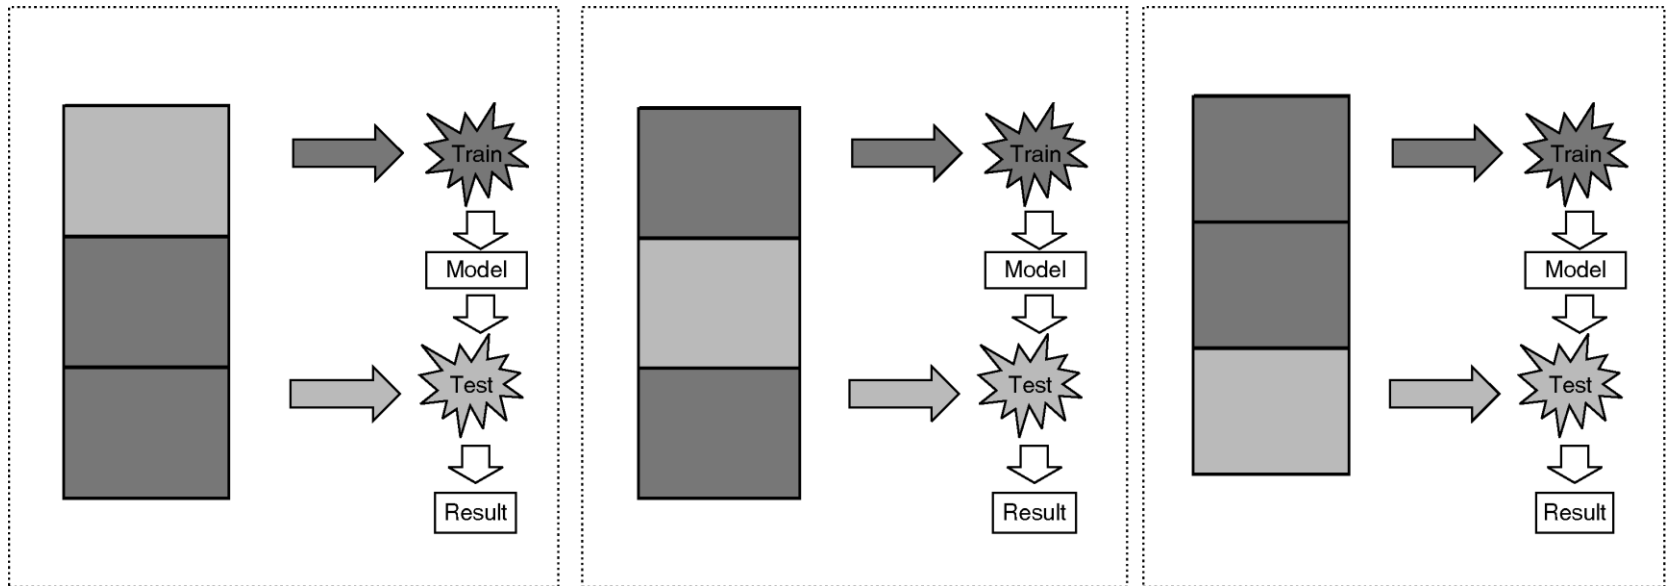 Train
Model
Test
Result
Train
Model
Test
Result
Train
Model
Test
Result